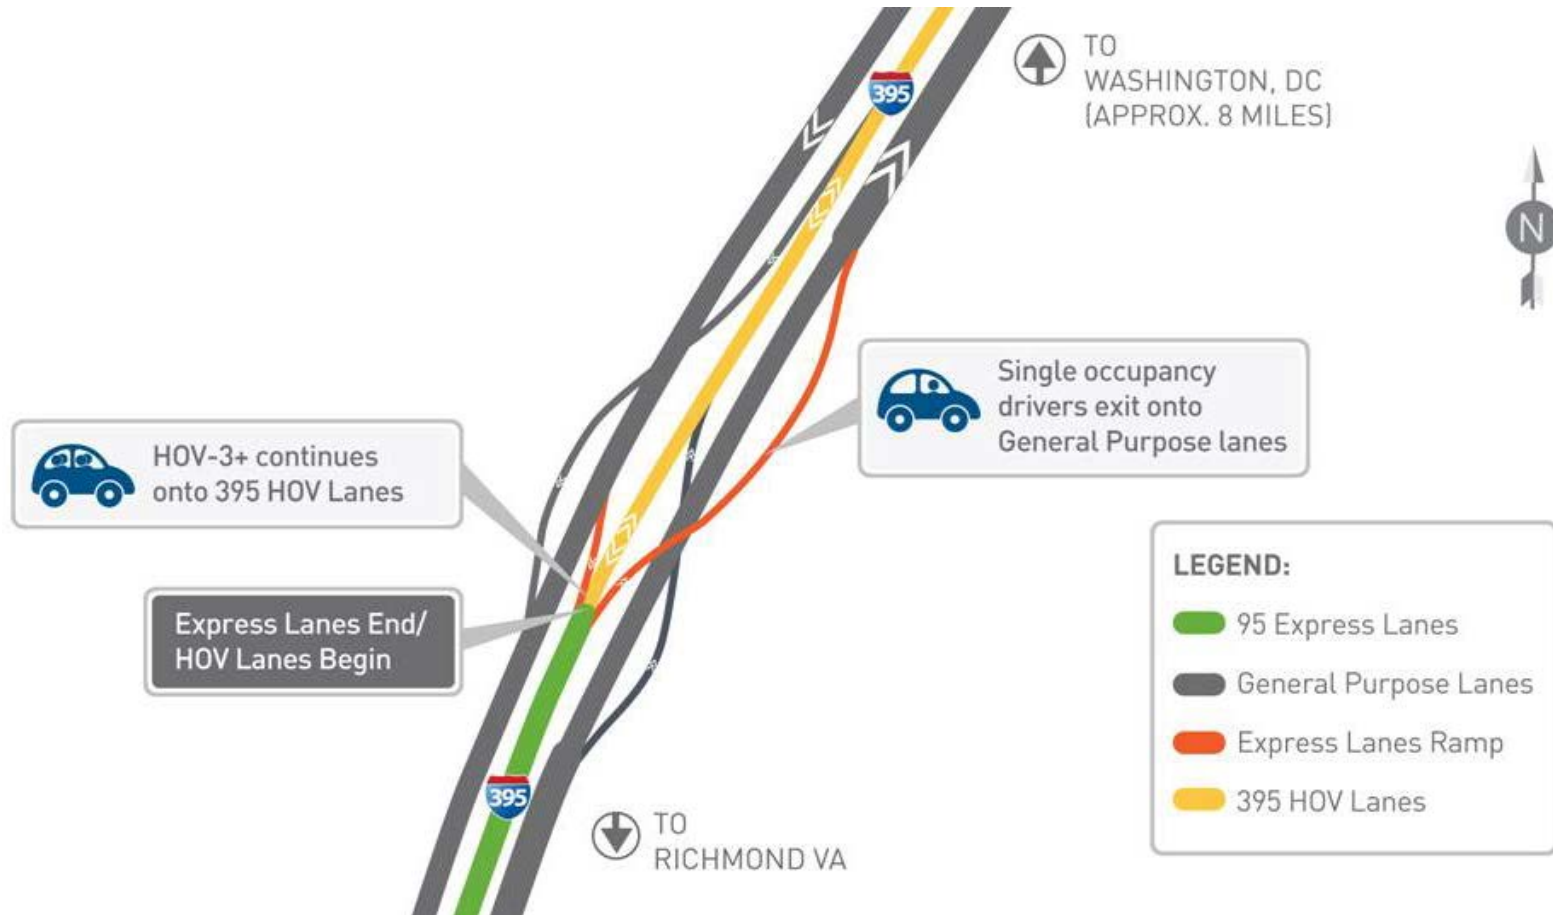 395
TO
WASHINGTON, DC
(APPROX. 8 MILES)
N
Single occupancy
drivers exit onto
General Purpose lanes
HOV-3+ continues
onto 395 HOV Lanes
Express Lanes End/
HOV Lanes Begin
LEGEND:
95 Express Lanes
General Purpose Lanes
Express Lanes Ramp
395 HOV Lanes
395
TO
RICHMOND VA